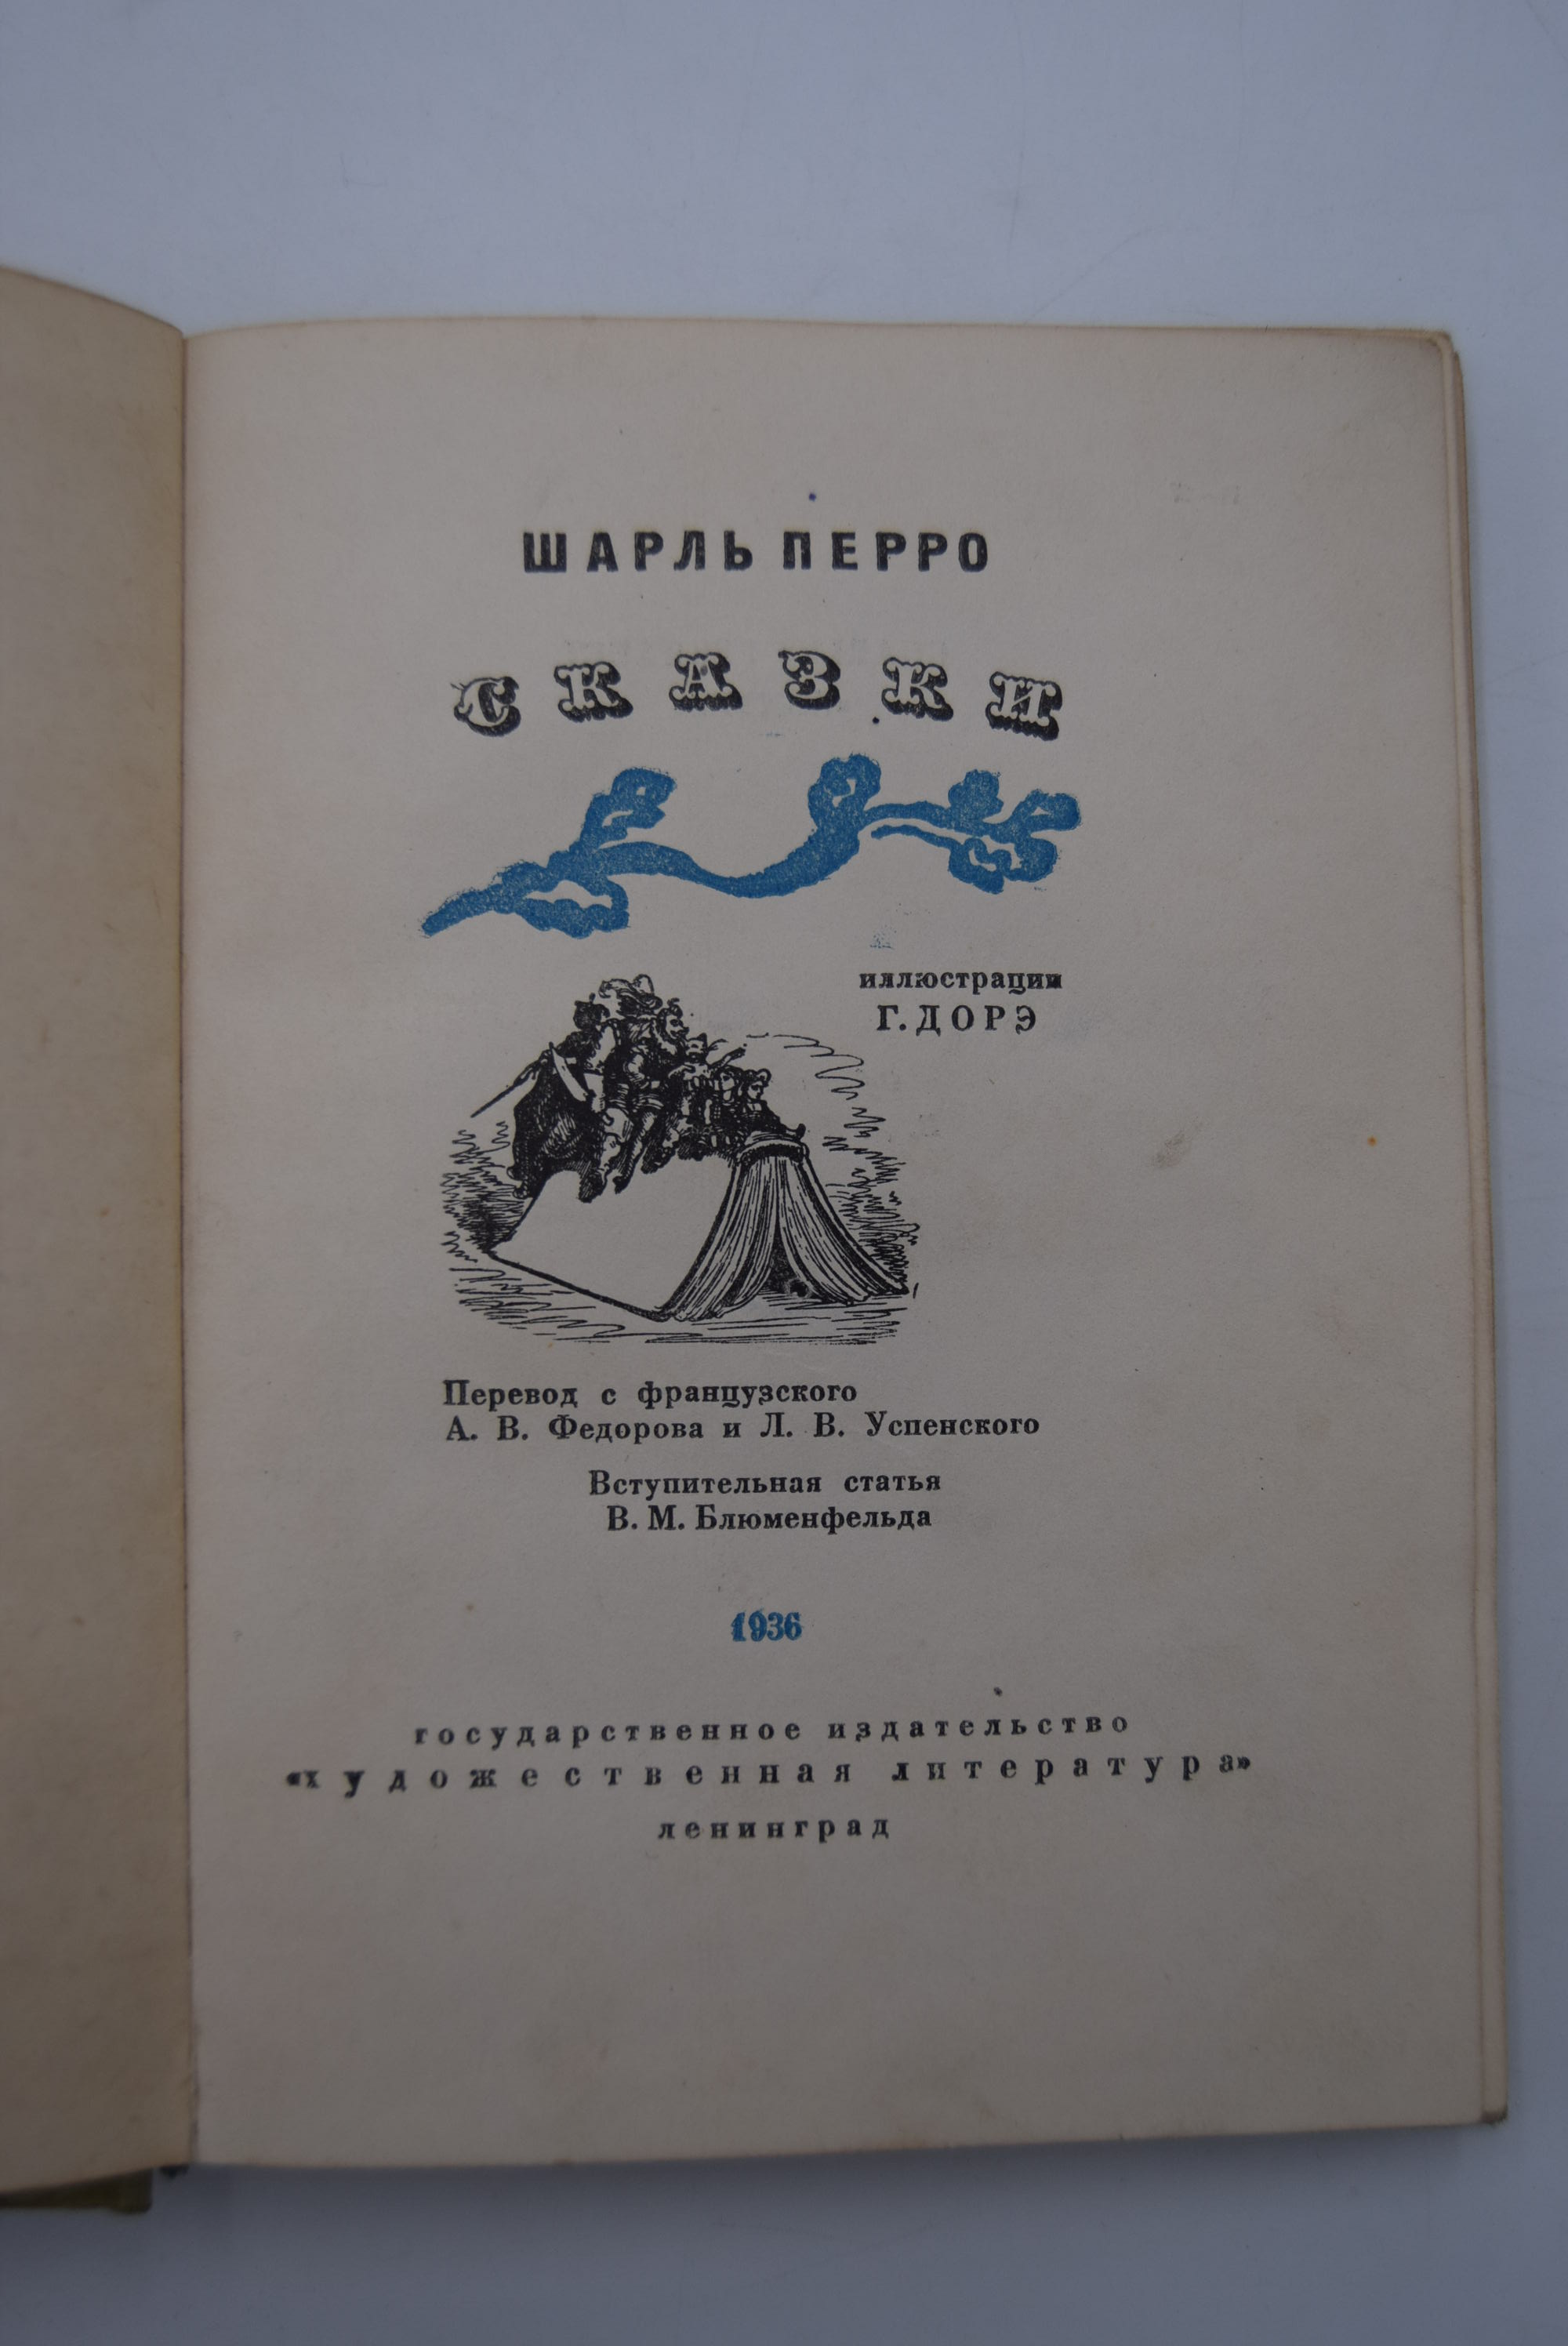 ШАРЛЬ ПЕРРО
СКАЗКИ
иллюстрации
Г. ДОРЭ
Перевод с французского
А. В. Федорова и Л. В. Успенского
Вступительная статья
В. М. Блюменфельда
1936
государственное издательство
«художественная литература»
ленинград